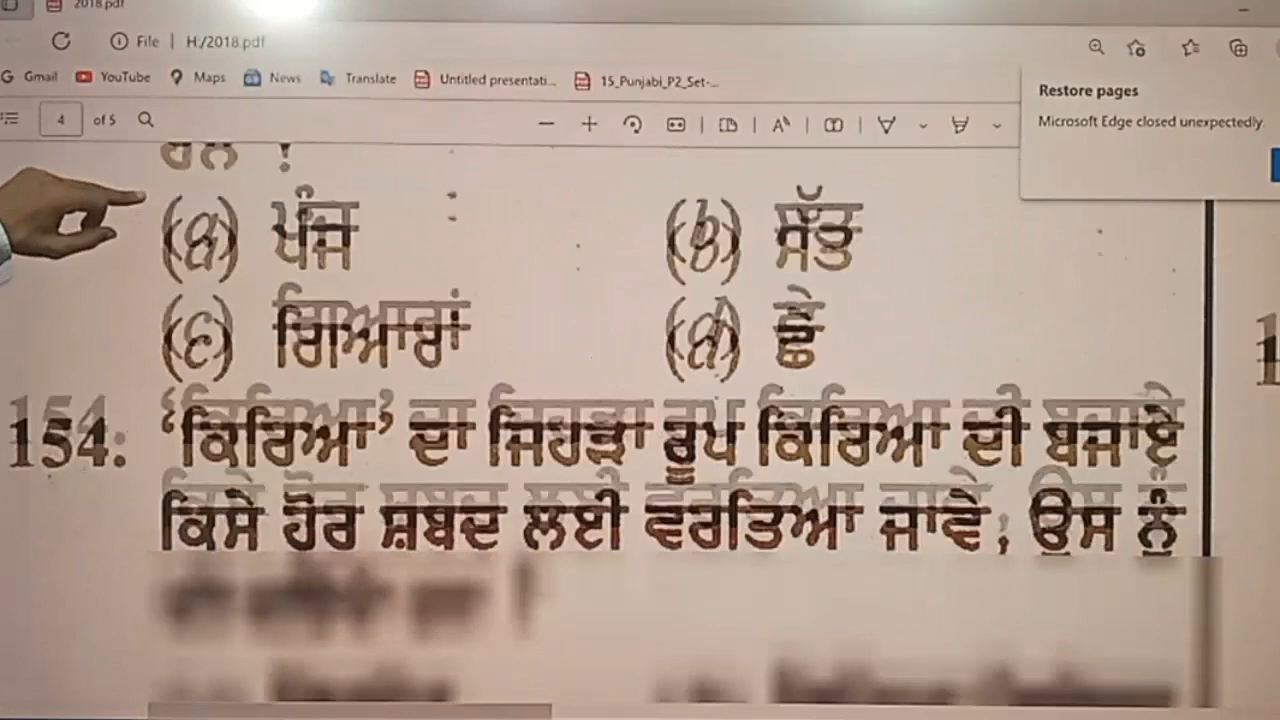 2018.pdf
File | H:/2018.pdf
Gmail YouTube Maps News Translate Untitled presentati... 15_Punjabi_P2_Set-...
Restore pages
Microsoft Edge closed unexpectedly.
4 of 5
ਹਨ ?
(a) ਪੰਜ (b) ਸੱਤ
(c) ਗਿਆਰਾਂ (d) ਛੇ
154. ‘ਕਿਰਿਆ’ ਦਾ ਜਿਹੜਾ ਰੂਪ ਕਿਰਿਆ ਦੀ ਬਜਾਏ
ਕਿਸੇ ਹੋਰ ਸ਼ਬਦ ਲਈ ਵਰਤਿਆ ਜਾਵੇ, ਉਸ ਨੂੰ